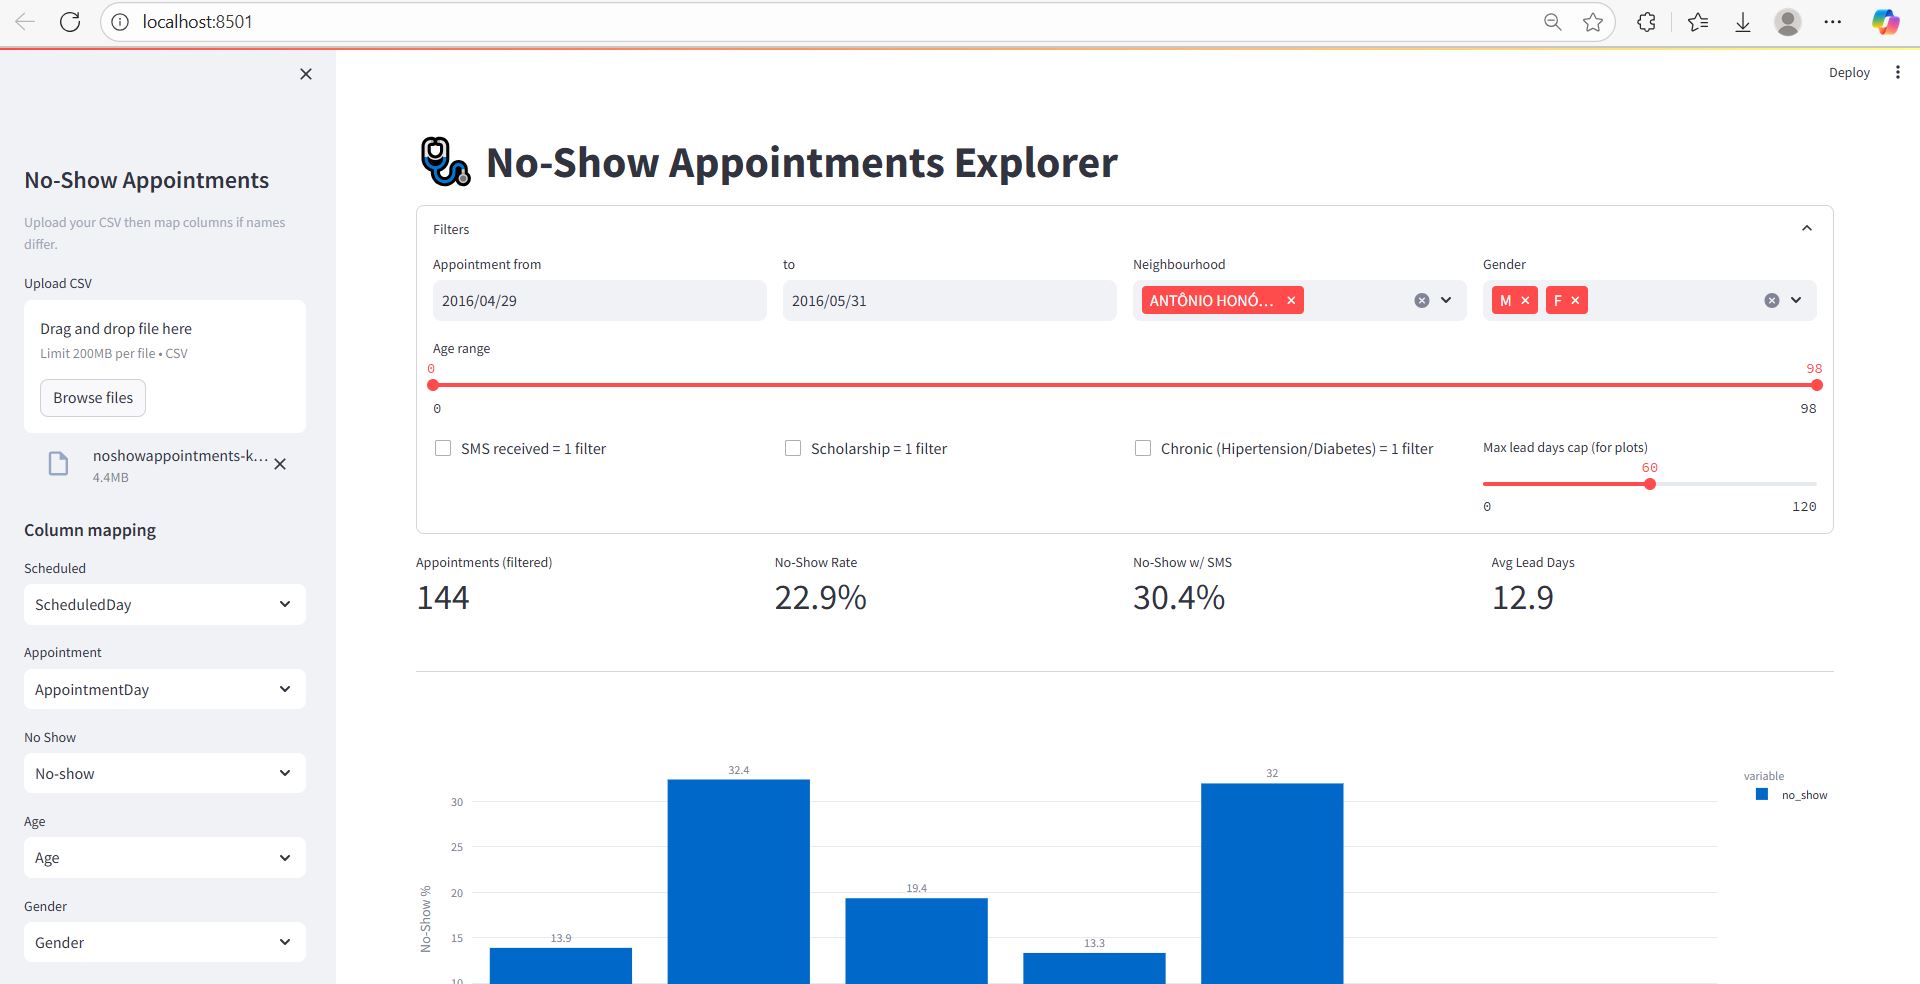 localhost:8501
Deploy
No-Show Appointments
Upload your CSV then map columns if names
differ.
Upload CSV
Drag and drop file here
Limit 200MB per file • CSV
Browse files
noshowappointments-k...
4.4MB
Column mapping
Scheduled
ScheduledDay
Appointment
AppointmentDay
No Show
No-show
Age
Age
Gender
Gender
No-Show Appointments Explorer
Filters
Appointment from
to
Neighbourhood
Gender
2016/04/29
2016/05/31
ANTÔNIO HONÓ...
M
F
Age range
0
98
0
98
SMS received = 1 filter
Scholarship = 1 filter
Chronic (Hipertension/Diabetes) = 1 filter
Max lead days cap (for plots)
60
0
120
Appointments (filtered)
No-Show Rate
No-Show w/ SMS
Avg Lead Days
144
22.9%
30.4%
12.9
No-Show %
30
25
20
15
10
13.9
32.4
19.4
13.3
32
variable
no_show